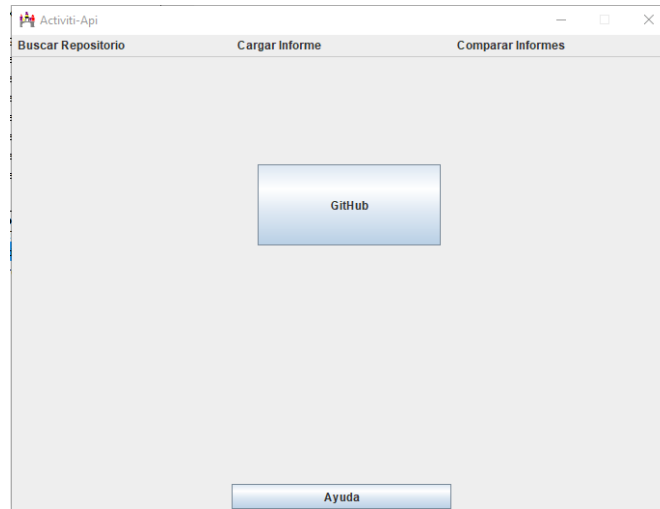 Activiti-Api
Buscar Repositorio Cargar Informe Comparar Informes
GitHub
Ayuda